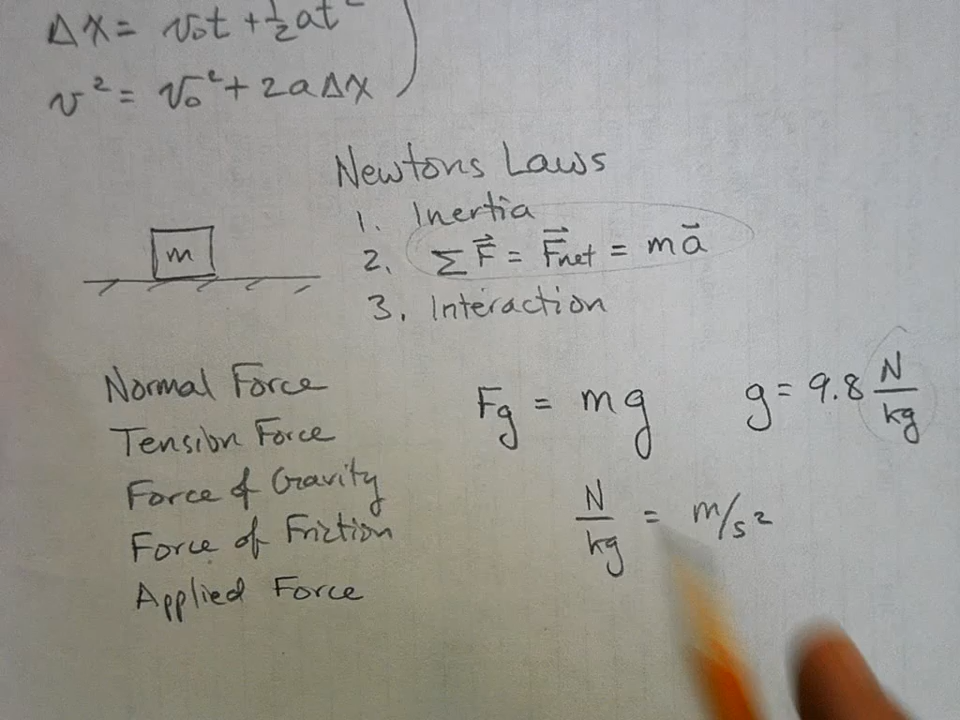 Δx = v₀t + ½at²
v² = v₀² + 2aΔx
Newtons Laws
1. Inertia
2. ΣF⃗ = F⃗net = ma⃗
3. Interaction
m
Normal Force
Tension Force
Force of Gravity
Force of Friction
Applied Force
Fg = mg
g = 9.8 N/kg
N/kg = m/s²